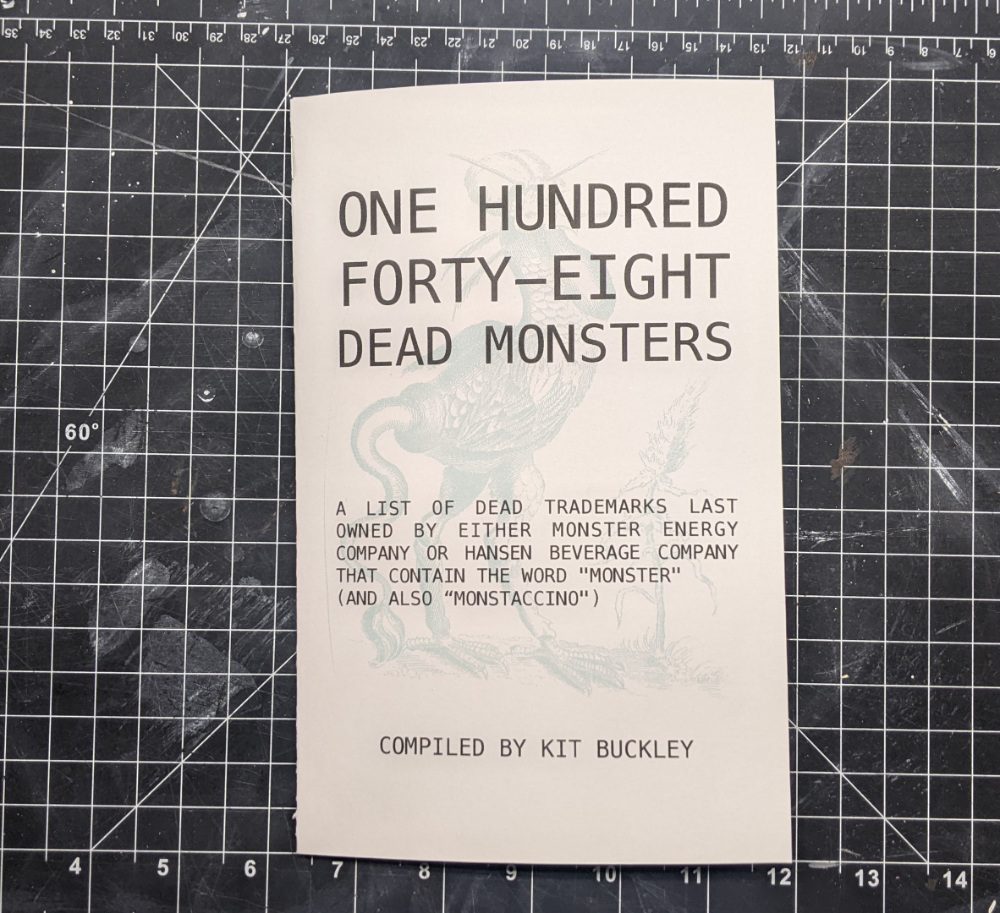 35 34 33 32 31 30 29 28 27 26 25 24 23 22 21 20 19 18 17 16 15 14 13 12 11 10 9 8 7 6
ONE HUNDRED
FORTY-EIGHT
DEAD MONSTERS
60°
A LIST OF DEAD TRADEMARKS LAST
OWNED BY EITHER MONSTER ENERGY
COMPANY OR HANSEN BEVERAGE COMPANY
THAT CONTAIN THE WORD "MONSTER"
(AND ALSO “MONSTACCINO")
COMPILED BY KIT BUCKLEY
4 5 6 7 8 9 10 11 12 13 14